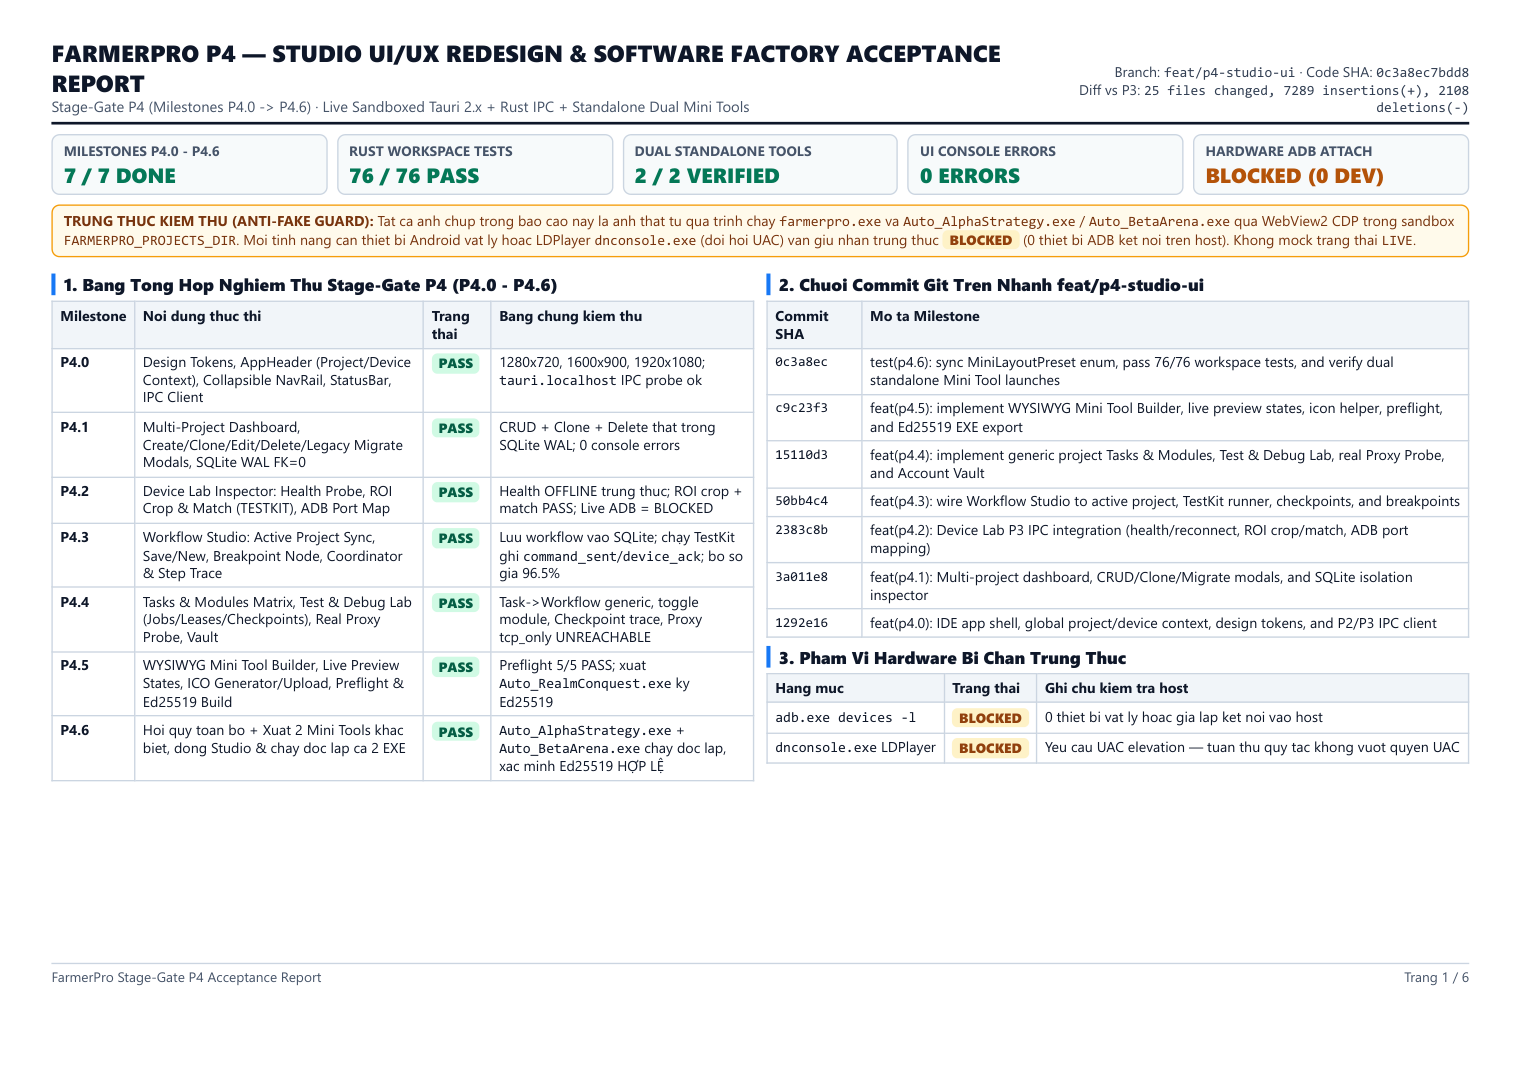 FARMERPRO P4 — STUDIO UI/UX REDESIGN & SOFTWARE FACTORY ACCEPTANCE
REPORT
Stage-Gate P4 (Milestones P4.0 -> P4.6) · Live Sandboxed Tauri 2.x + Rust IPC + Standalone Dual Mini Tools
Branch: feat/p4-studio-ui · Code SHA: 0c3a8ec7bdd8
Diff vs P3: 25 files changed, 7289 insertions(+), 2108
deletions(-)
MILESTONES P4.0 - P4.6
7 / 7 DONE
RUST WORKSPACE TESTS
76 / 76 PASS
DUAL STANDALONE TOOLS
2 / 2 VERIFIED
UI CONSOLE ERRORS
0 ERRORS
HARDWARE ADB ATTACH
BLOCKED (0 DEV)
TRUNG THUC KIEM THU (ANTI-FAKE GUARD): Tat ca anh chup trong bao cao nay la anh that tu qua trinh chay farmerpro.exe va Auto_AlphaStrategy.exe / Auto_BetaArena.exe qua WebView2 CDP trong sandbox
FARMERPRO_PROJECTS_DIR. Moi tinh nang can thiet bi Android vat ly hoac LDPlayer dnconsole.exe (doi hoi UAC) van giu nhan trung thuc BLOCKED (0 thiet bi ADB ket noi tren host). Khong mock trang thai LIVE.
1. Bang Tong Hop Nghiem Thu Stage-Gate P4 (P4.0 - P4.6)
Milestone
Noi dung thuc thi
Trang
thai
Bang chung kiem thu
P4.0
Design Tokens, AppHeader (Project/Device
Context), Collapsible NavRail, StatusBar,
IPC Client
PASS
1280x720, 1600x900, 1920x1080;
tauri.localhost IPC probe ok
P4.1
Multi-Project Dashboard,
Create/Clone/Edit/Delete/Legacy Migrate
Modals, SQLite WAL FK=0
PASS
CRUD + Clone + Delete that trong
SQLite WAL; 0 console errors
P4.2
Device Lab Inspector: Health Probe, ROI
Crop & Match (TESTKIT), ADB Port Map
PASS
Health OFFLINE trung thuc; ROI crop +
match PASS; Live ADB = BLOCKED
P4.3
Workflow Studio: Active Project Sync,
Save/New, Breakpoint Node, Coordinator
& Step Trace
PASS
Luu workflow vao SQLite; chay TestKit
ghi command_sent/device_ack; bo so
gia 96.5%
P4.4
Tasks & Modules Matrix, Test & Debug Lab
(Jobs/Leases/Checkpoints), Real Proxy
Probe, Vault
PASS
Task->Workflow generic, toggle
module, Checkpoint trace, Proxy
tcp_only UNREACHABLE
P4.5
WYSIWYG Mini Tool Builder, Live Preview
States, ICO Generator/Upload, Preflight &
Ed25519 Build
PASS
Preflight 5/5 PASS; xuat
Auto_RealmConquest.exe ky
Ed25519
P4.6
Hoi quy toan bo + Xuat 2 Mini Tools khac
biet, dong Studio & chay doc lap ca 2 EXE
PASS
Auto_AlphaStrategy.exe +
Auto_BetaArena.exe chay doc lap,
xac minh Ed25519 HỢP LỆ
2. Chuoi Commit Git Tren Nhanh feat/p4-studio-ui
Commit
SHA
Mo ta Milestone
0c3a8ec
test(p4.6): sync MiniLayoutPreset enum, pass 76/76 workspace tests, and verify dual
standalone Mini Tool launches
c9c23f3
feat(p4.5): implement WYSIWYG Mini Tool Builder, live preview states, icon helper, preflight,
and Ed25519 EXE export
15110d3
feat(p4.4): implement generic project Tasks & Modules, Test & Debug Lab, real Proxy Probe,
and Account Vault
50bb4c4
feat(p4.3): wire Workflow Studio to active project, TestKit runner, checkpoints, and breakpoints
2383c8b
feat(p4.2): Device Lab P3 IPC integration (health/reconnect, ROI crop/match, ADB port
mapping)
3a011e8
feat(p4.1): Multi-project dashboard, CRUD/Clone/Migrate modals, and SQLite isolation
inspector
1292e16
feat(p4.0): IDE app shell, global project/device context, design tokens, and P2/P3 IPC client
3. Pham Vi Hardware Bi Chan Trung Thuc
Hang muc
Trang thai
Ghi chu kiem tra host
adb.exe devices -l
BLOCKED
0 thiet bi vat ly hoac gia lap ket noi vao host
dnconsole.exe LDPlayer
BLOCKED
Yeu cau UAC elevation — tuan thu quy tac khong vuot quyen UAC
FarmerPro Stage-Gate P4 Acceptance Report
Trang 1 / 6